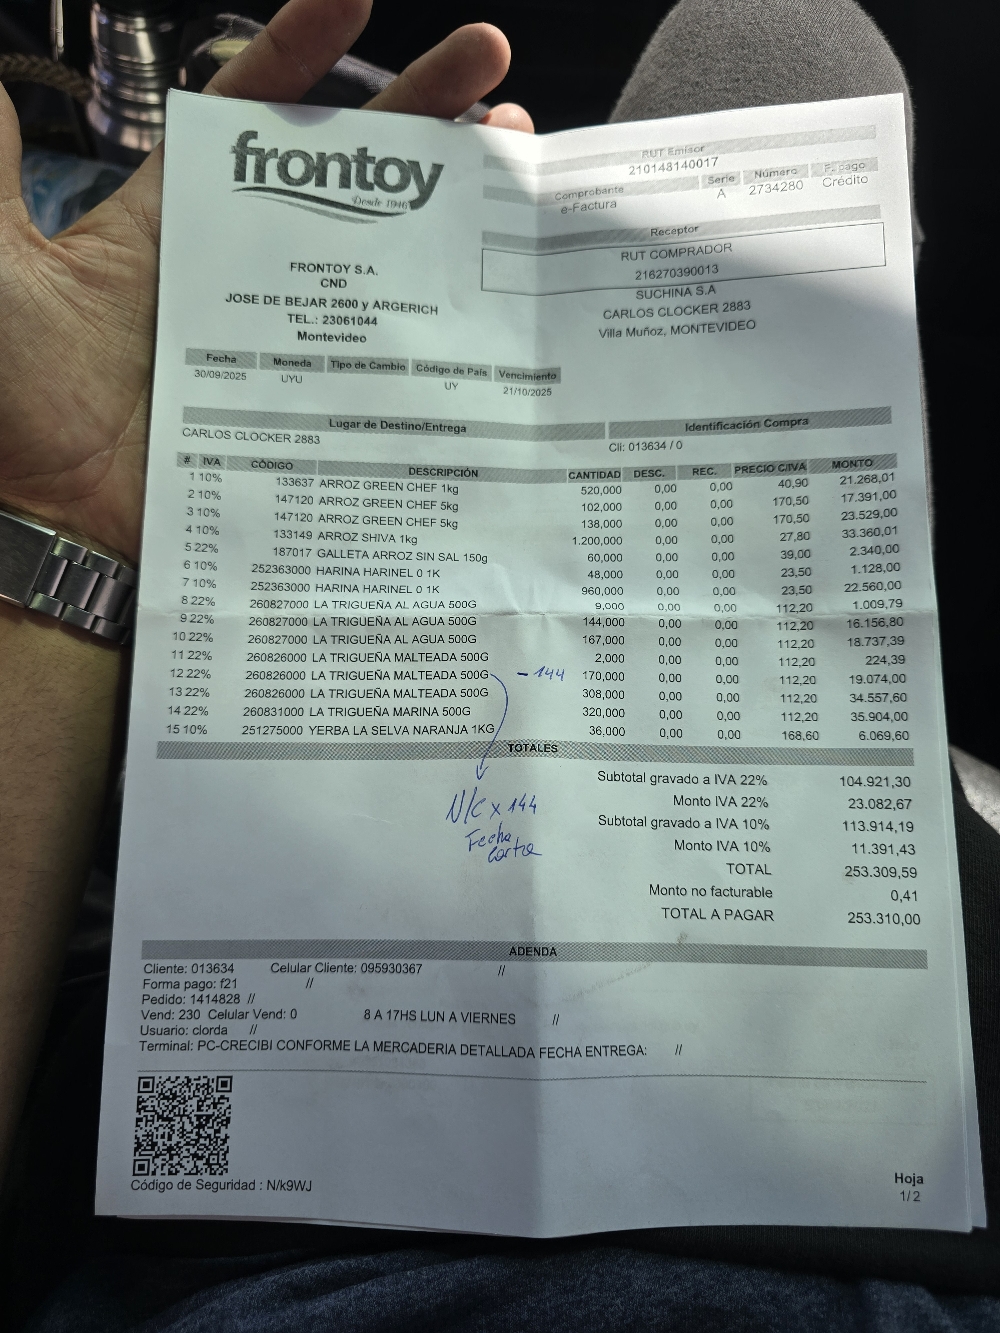 frontoy
Desde 1946
RUT Emisor
210148140017
Comprobante Serie Número F. pago
e-Factura A 2734280 Crédito
Receptor
RUT COMPRADOR
216270390013
SUCHINA S.A
CARLOS CLOCKER 2883
Villa Muñoz, MONTEVIDEO
FRONTOY S.A.
CND
JOSE DE BEJAR 2600 y ARGERICH
TEL.: 23061044
Montevideo
Fecha Moneda Tipo de Cambio Código de País Vencimiento
30/09/2025 UYU UY 21/10/2025
Lugar de Destino/Entrega Identificación Compra
CARLOS CLOCKER 2883 Cli: 013634 / 0
# IVA CÓDIGO DESCRIPCIÓN CANTIDAD DESC. REC. PRECIO C/IVA MONTO
1 10% 133637 ARROZ GREEN CHEF 1kg 520,000 0,00 0,00 40,90 21.268,01
2 10% 147120 ARROZ GREEN CHEF 5kg 102,000 0,00 0,00 170,50 17.391,00
3 10% 147120 ARROZ GREEN CHEF 5kg 138,000 0,00 0,00 170,50 23.529,00
4 10% 133149 ARROZ SHIVA 1kg 1.200,000 0,00 0,00 27,80 33.360,01
5 22% 187017 GALLETA ARROZ SIN SAL 150g 60,000 0,00 0,00 39,00 2.340,00
6 10% 252363000 HARINA HARINEL 0 1K 48,000 0,00 0,00 23,50 1.128,00
7 10% 252363000 HARINA HARINEL 0 1K 960,000 0,00 0,00 23,50 22.560,00
8 22% 260827000 LA TRIGUEÑA AL AGUA 500G 9,000 0,00 0,00 112,20 1.009,79
9 22% 260827000 LA TRIGUEÑA AL AGUA 500G 144,000 0,00 0,00 112,20 16.156,80
10 22% 260827000 LA TRIGUEÑA AL AGUA 500G 167,000 0,00 0,00 112,20 18.737,39
11 22% 260826000 LA TRIGUEÑA MALTEADA 500G 2,000 0,00 0,00 112,20 224,39
12 22% 260826000 LA TRIGUEÑA MALTEADA 500G - 144 170,000 0,00 0,00 112,20 19.074,00
13 22% 260826000 LA TRIGUEÑA MALTEADA 500G 308,000 0,00 0,00 112,20 34.557,60
14 22% 260831000 LA TRIGUEÑA MARINA 500G 320,000 0,00 0,00 112,20 35.904,00
15 10% 251275000 YERBA LA SELVA NARANJA 1KG 36,000 0,00 0,00 168,60 6.069,60
TOTALES
Subtotal gravado a IVA 22% 104.921,30
Monto IVA 22% 23.082,67
Subtotal gravado a IVA 10% 113.914,19
Monto IVA 10% 11.391,43
TOTAL 253.309,59
Monto no facturable 0,41
TOTAL A PAGAR 253.310,00
N/C x 144
Fecha
corta
ADENDA
Cliente: 013634 Celular Cliente: 095930367 //
Forma pago: f21 //
Pedido: 1414828 //
Vend: 230 Celular Vend: 0 8 A 17HS LUN A VIERNES //
Usuario: clorda //
Terminal: PC-CRECIBI CONFORME LA MERCADERIA DETALLADA FECHA ENTREGA: //
Código de Seguridad : N/k9WJ
Hoja
1/ 2